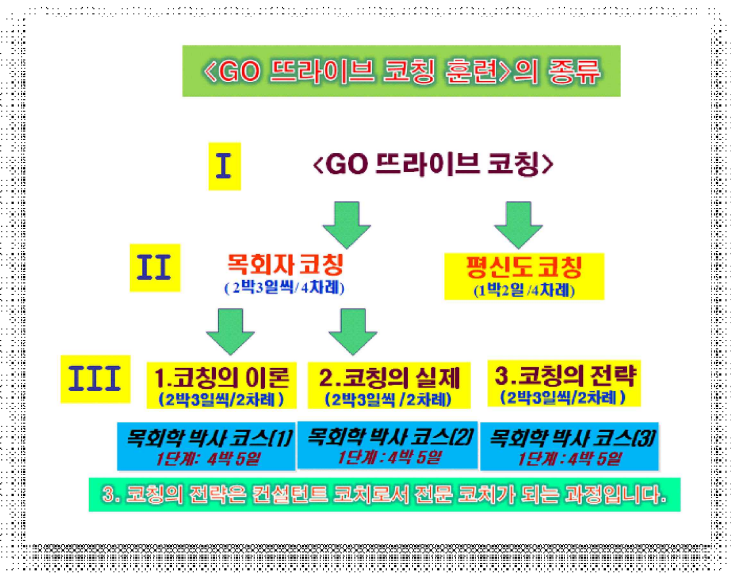 <GO 뜨라이브 코칭 훈련>의 종류
I <GO 뜨라이브 코칭>
II 목회자 코칭 평신도 코칭
(2박3일씩/4차례) (1박2일/4차례)
III 1.코칭의 이론 2.코칭의 실제 3.코칭의 전략
(2박3일씩/2차례) (2박3일씩/2차례) (2박3일씩/2차례)
목회학 박사 코스(1) 목회학 박사 코스(2) 목회학 박사 코스(3)
1단계: 4박 5일 1단계: 4박 5일 1단계: 4박 5일
3. 코칭의 전략은 컨설턴트 코치로서 전문 코치가 되는 과정입니다.